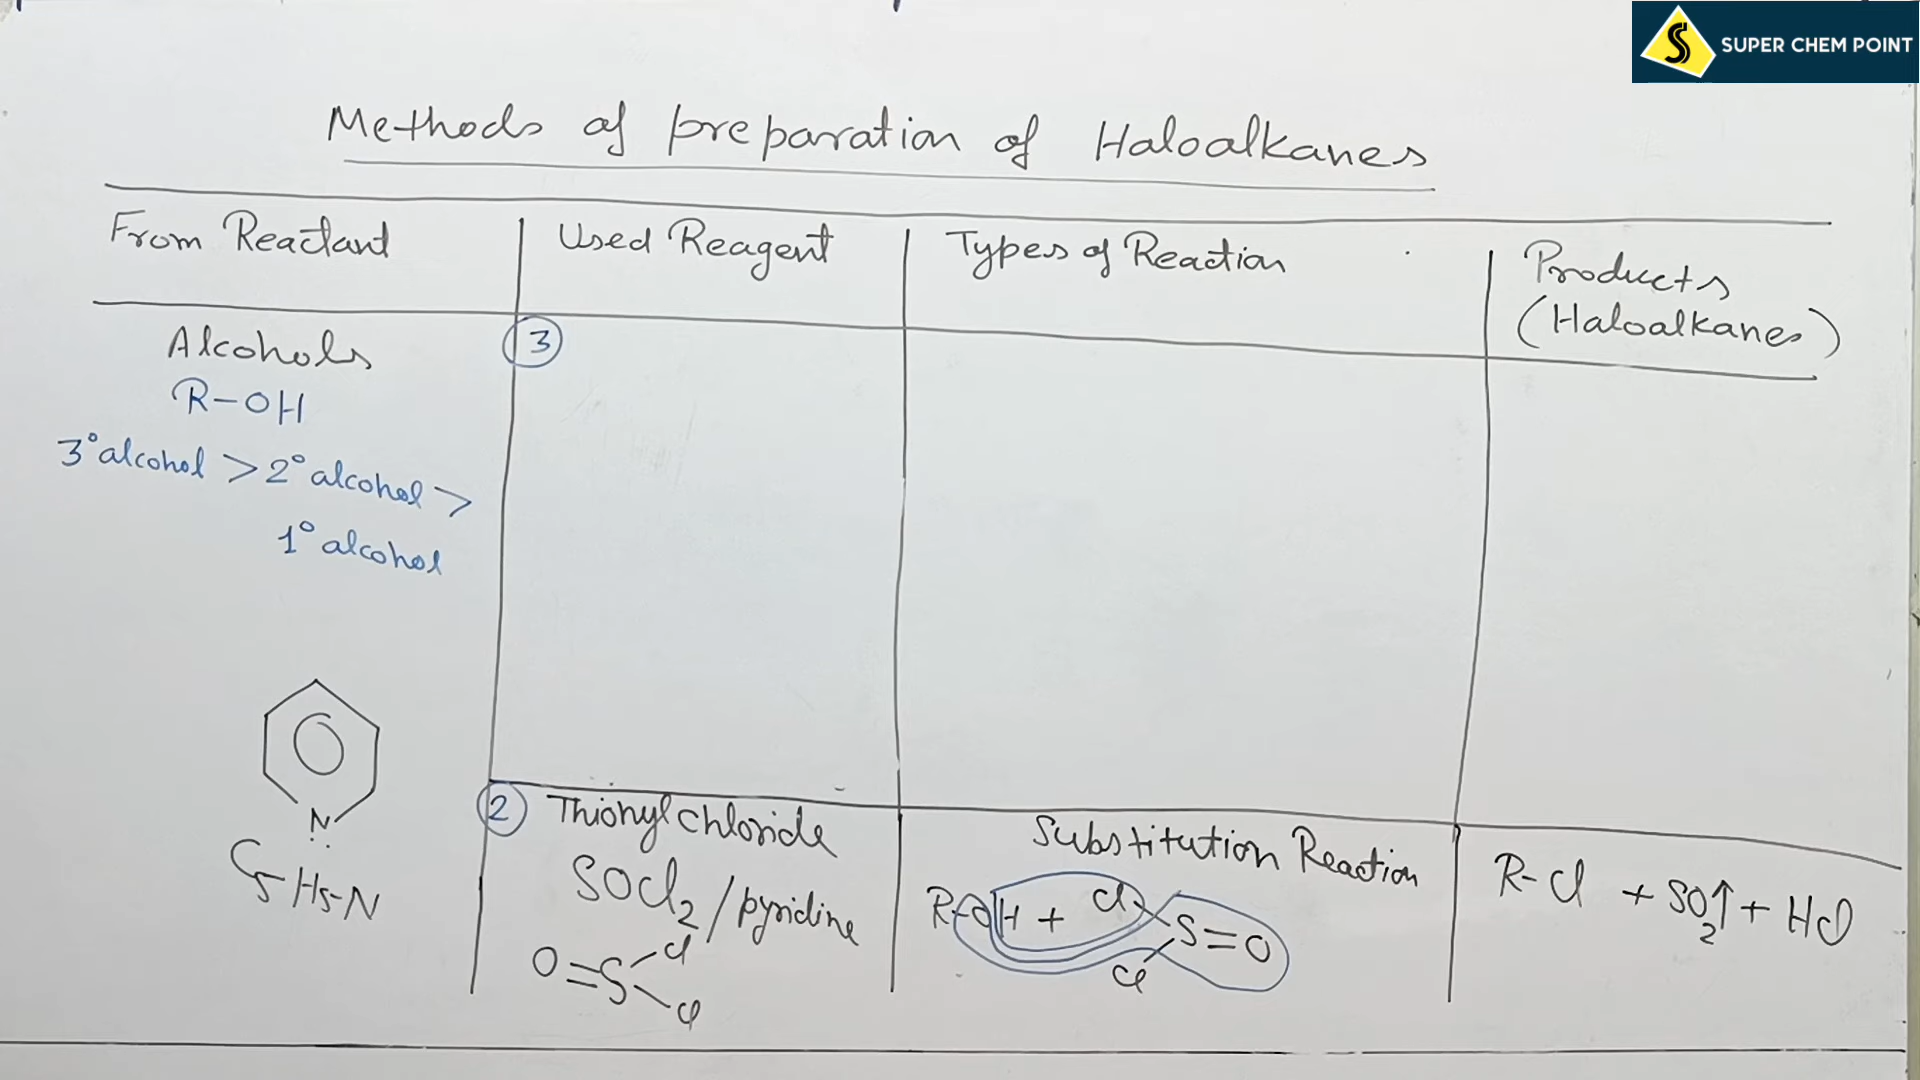 SUPER CHEM POINT
Methods of preparation of Haloalkanes
From Reactant
Used Reagent
Types of Reaction
Products
(Haloalkanes)
Alcohols
R-OH
3° alcohol > 2° alcohol >
1° alcohol
N
C5H5-N
3
2 Thionyl chloride
SOCl2 / pyridine
O=S
Cl
Cl
Substitution Reaction
R-OH + Cl
S=O
Cl
R-Cl + SO2↑ + HCl